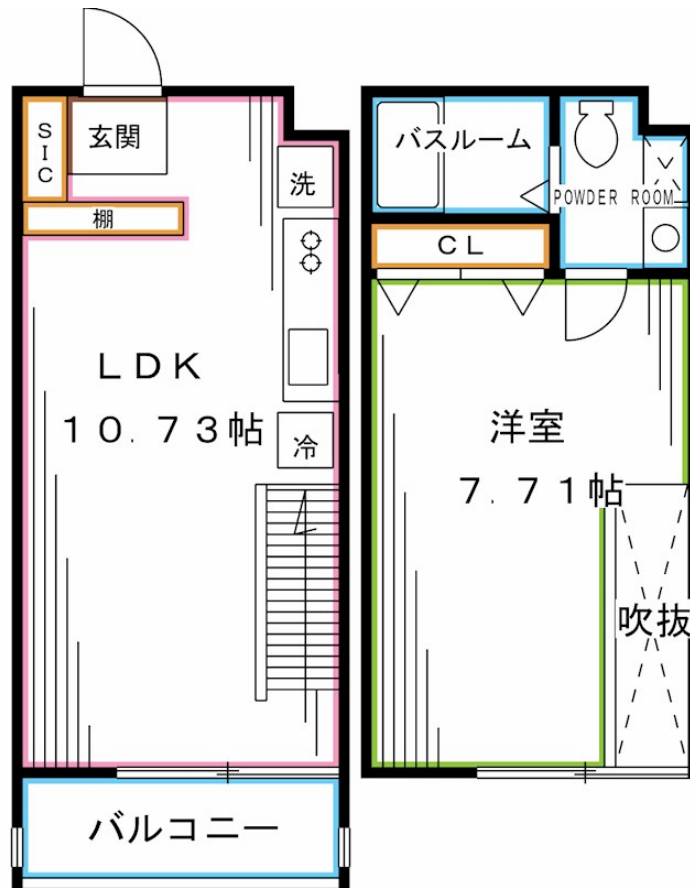 SIC
玄関
棚
洗
LDK
10.73帖
冷
バルコニー
バスルーム
POWDER ROOM
CL
洋室
7.71帖
吹抜